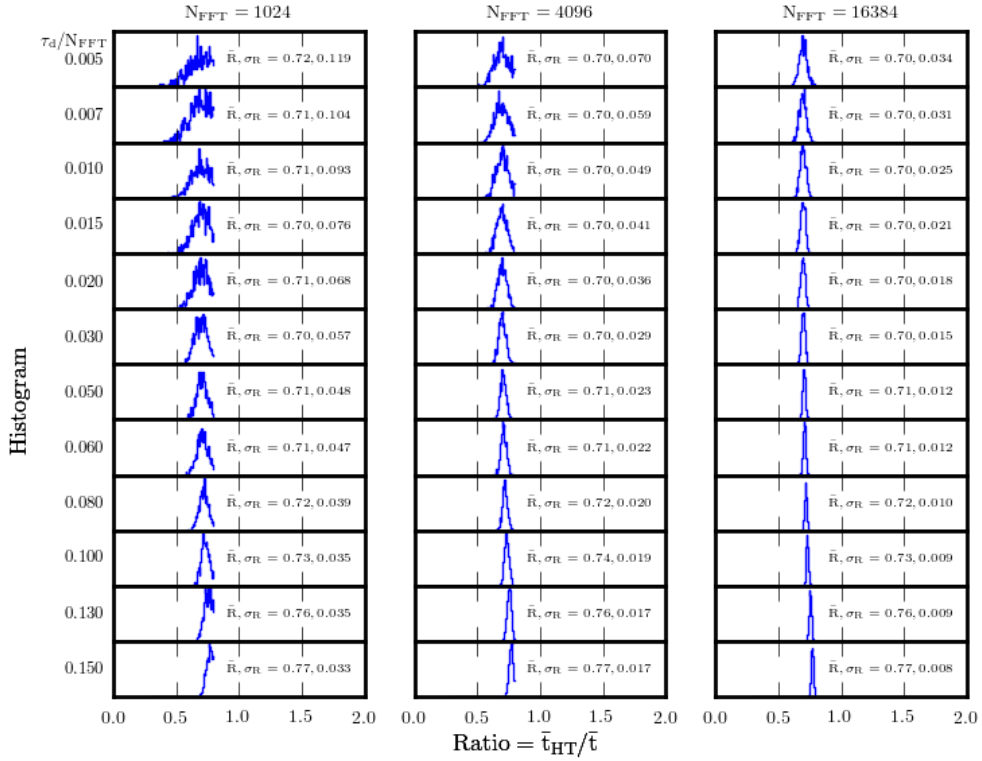 N_FFT = 1024 N_FFT = 4096 N_FFT = 16384
τ_d/N_FFT
0.005 R̄, σ_R = 0.72, 0.119 R̄, σ_R = 0.70, 0.070 R̄, σ_R = 0.70, 0.034
0.007 R̄, σ_R = 0.71, 0.104 R̄, σ_R = 0.70, 0.059 R̄, σ_R = 0.70, 0.031
0.010 R̄, σ_R = 0.71, 0.093 R̄, σ_R = 0.70, 0.049 R̄, σ_R = 0.70, 0.025
0.015 R̄, σ_R = 0.70, 0.076 R̄, σ_R = 0.70, 0.041 R̄, σ_R = 0.70, 0.021
0.020 R̄, σ_R = 0.71, 0.068 R̄, σ_R = 0.70, 0.036 R̄, σ_R = 0.70, 0.018
0.030 R̄, σ_R = 0.70, 0.057 R̄, σ_R = 0.70, 0.029 R̄, σ_R = 0.70, 0.015
0.050 R̄, σ_R = 0.71, 0.048 R̄, σ_R = 0.71, 0.023 R̄, σ_R = 0.71, 0.012
0.060 R̄, σ_R = 0.71, 0.047 R̄, σ_R = 0.71, 0.022 R̄, σ_R = 0.71, 0.012
0.080 R̄, σ_R = 0.72, 0.039 R̄, σ_R = 0.72, 0.020 R̄, σ_R = 0.72, 0.010
0.100 R̄, σ_R = 0.73, 0.035 R̄, σ_R = 0.74, 0.019 R̄, σ_R = 0.73, 0.009
0.130 R̄, σ_R = 0.76, 0.035 R̄, σ_R = 0.76, 0.017 R̄, σ_R = 0.76, 0.009
0.150 R̄, σ_R = 0.77, 0.033 R̄, σ_R = 0.77, 0.017 R̄, σ_R = 0.77, 0.008
Histogram
0.0 0.5 1.0 1.5 2.0 0.0 0.5 1.0 1.5 2.0 0.0 0.5 1.0 1.5 2.0
Ratio = t̄_HT/t̄